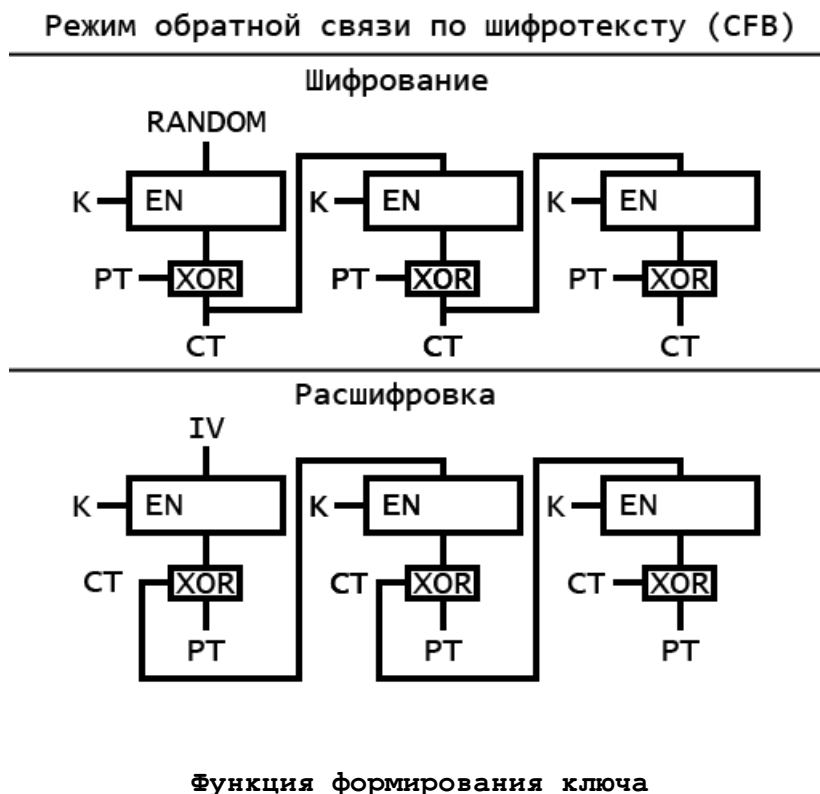 Режим обратной связи по шифротексту (CFB)
Шифрование
RANDOM
K EN K EN K EN
PT XOR PT XOR PT XOR
CT CT CT
Расшифровка
IV
K EN K EN K EN
CT XOR CT XOR CT XOR
PT PT PT
Функция формирования ключа